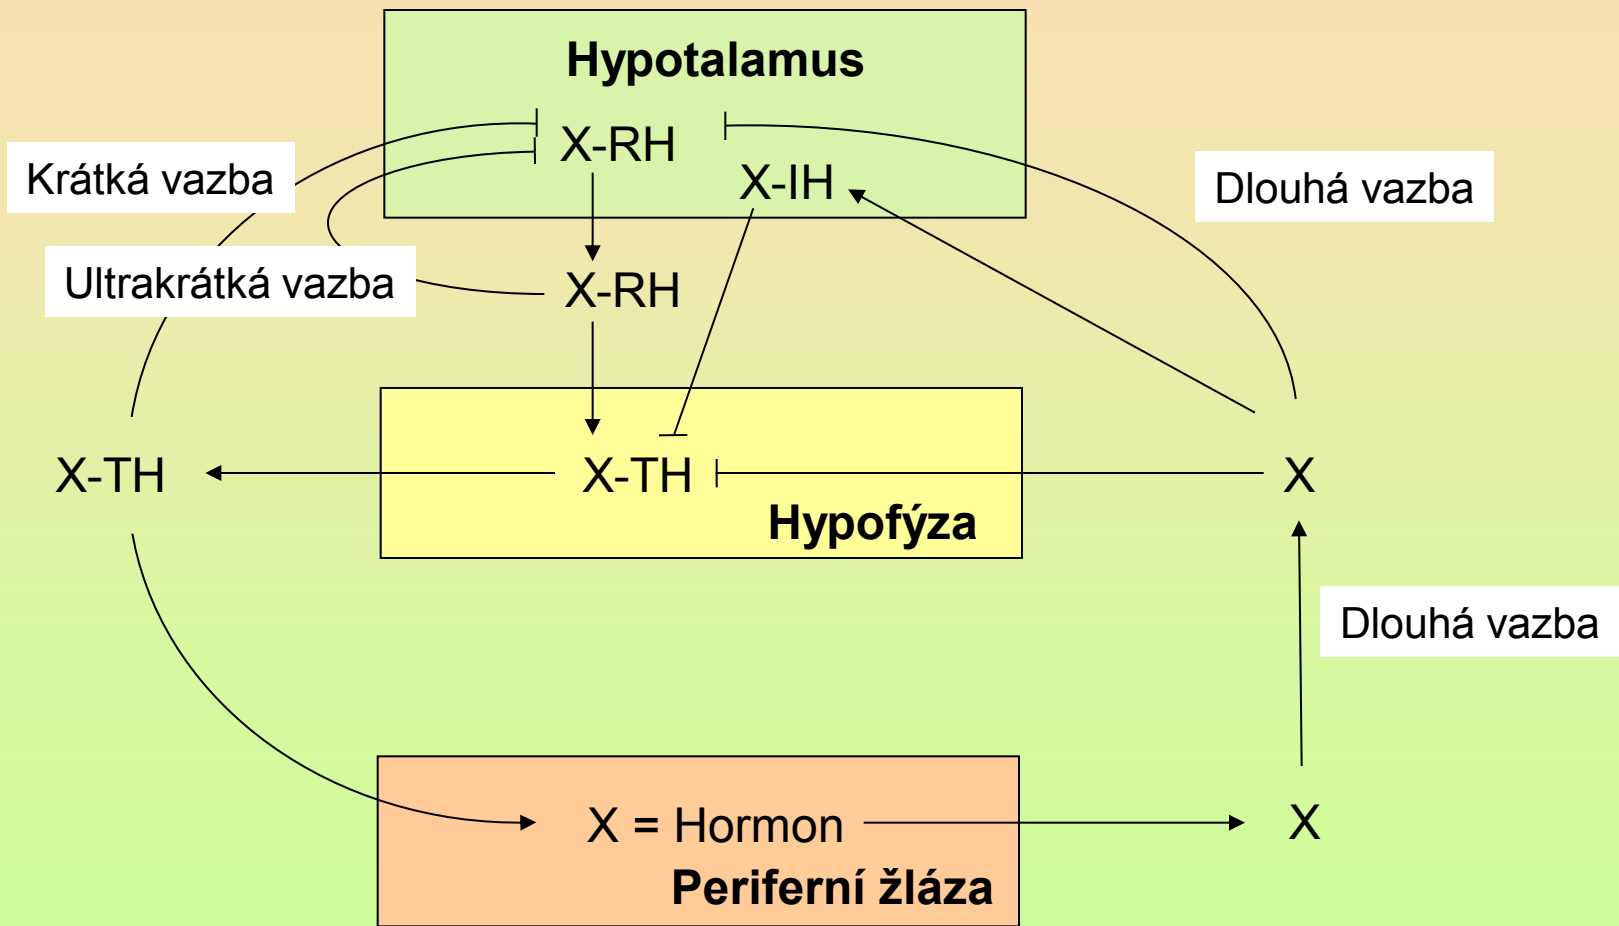 Hypotalamus
X-RH
Krátká vazba
X-IH
Dlouhá vazba
Ultrakrátká vazba
X-RH
X-TH
X-TH
X
Hypofýza
Dlouhá vazba
X = Hormon
X
Periferní žláza